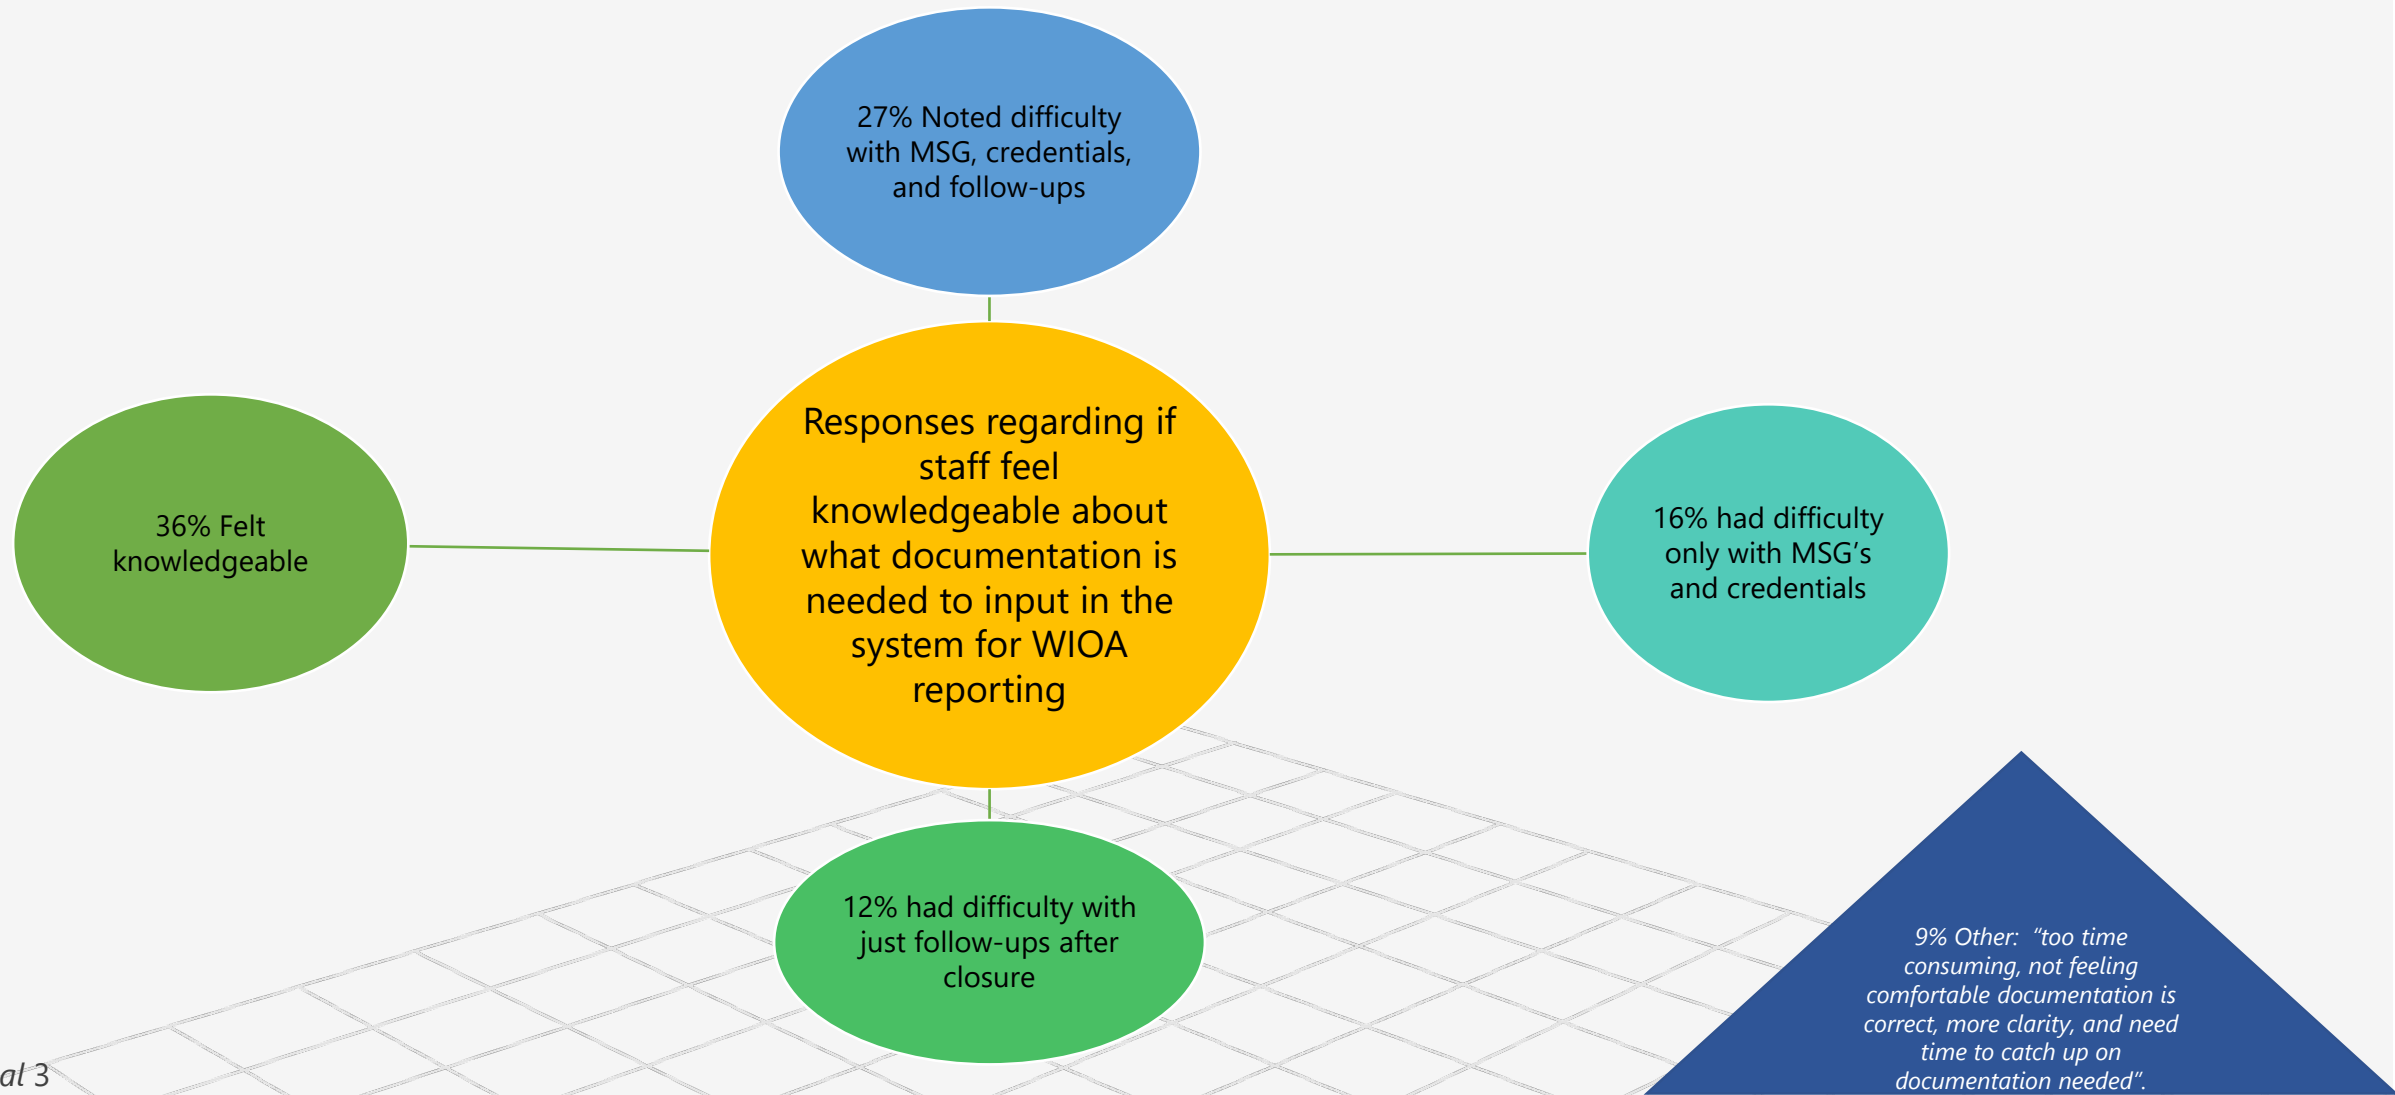 27% Noted difficulty
with MSG, credentials,
and follow-ups
Responses regarding if
staff feel
knowledgeable about
what documentation is
needed to input in the
system for WIOA
reporting
36% Felt
knowledgeable
16% had difficulty
only with MSG’s
and credentials
12% had difficulty with
just follow-ups after
closure
9% Other:  “too time
consuming, not feeling
comfortable documentation is
correct, more clarity, and need
time to catch up on
documentation needed”.
al 3